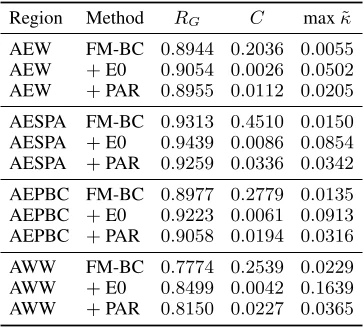 Region Method R_G C max κ̃
AEW FM-BC 0.8944 0.2036 0.0055
AEW + E0 0.9054 0.0026 0.0502
AEW + PAR 0.8955 0.0112 0.0205
AESPA FM-BC 0.9313 0.4510 0.0150
AESPA + E0 0.9439 0.0086 0.0854
AESPA + PAR 0.9259 0.0336 0.0342
AEPBC FM-BC 0.8977 0.2779 0.0135
AEPBC + E0 0.9223 0.0061 0.0913
AEPBC + PAR 0.9058 0.0194 0.0316
AWW FM-BC 0.7774 0.2539 0.0229
AWW + E0 0.8499 0.0042 0.1639
AWW + PAR 0.8150 0.0227 0.0365